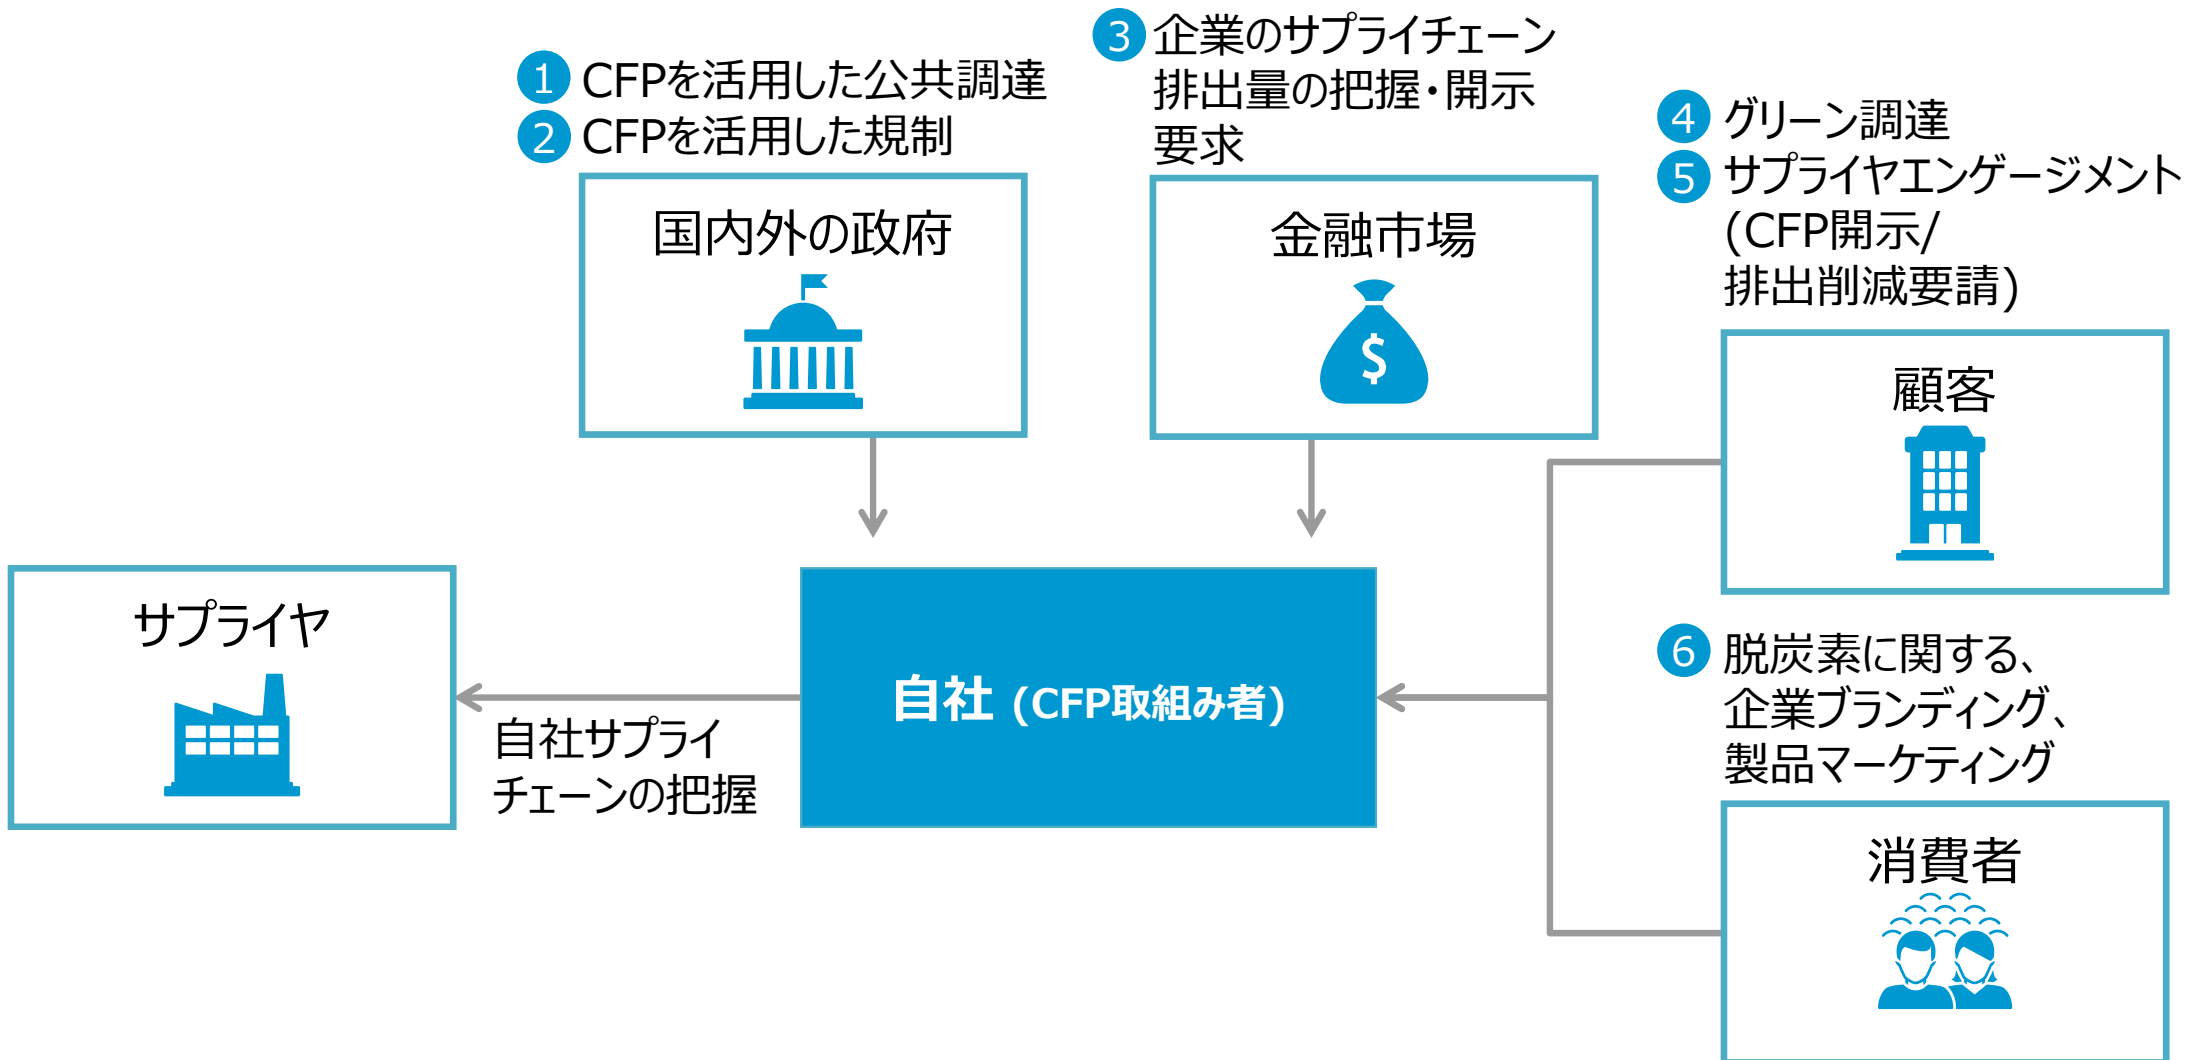 ① CFPを活用した公共調達
② CFPを活用した規制
国内外の政府
③ 企業のサプライチェーン
排出量の把握・開示
要求
金融市場
$
④ グリーン調達
⑤ サプライヤエンゲージメント
(CFP開示/
排出削減要請)
顧客
サプライヤ
自社サプライ
チェーンの把握
自社 (CFP取組み者)
⑥ 脱炭素に関する、
企業ブランディング、
製品マーケティング
消費者